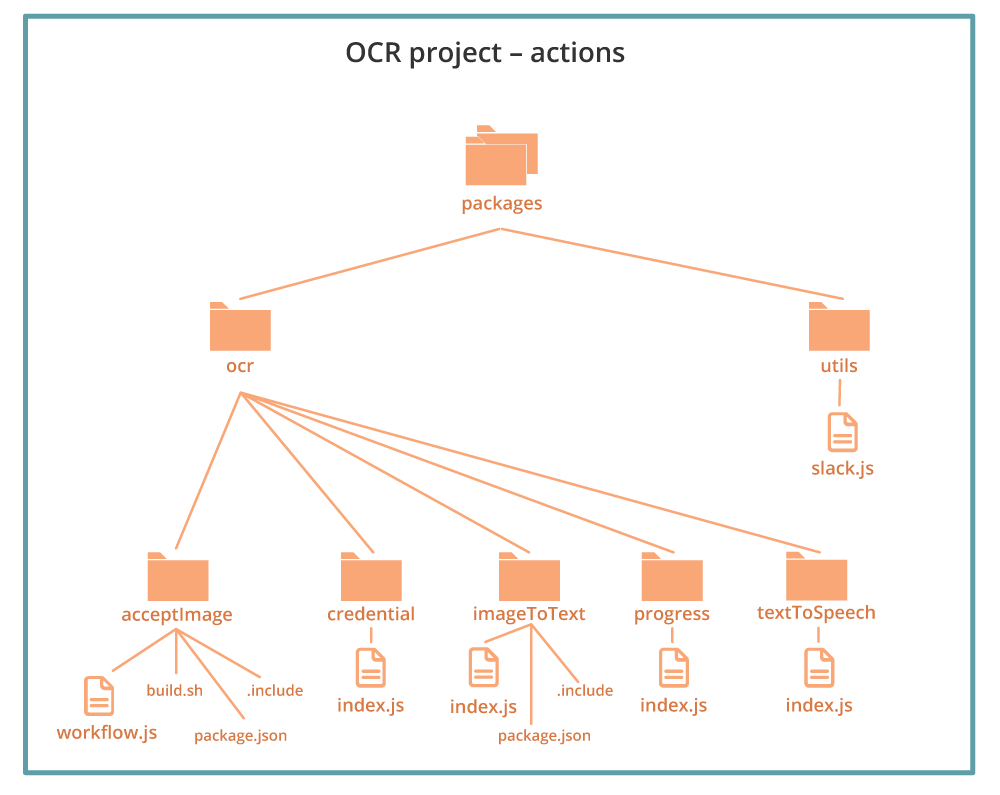 OCR project – actions
packages
ocr
utils
slack.js
acceptImage
credential
imageToText
progress
textToSpeech
workflow.js
build.sh
package.json
.include
index.js
index.js
package.json
.include
index.js
index.js